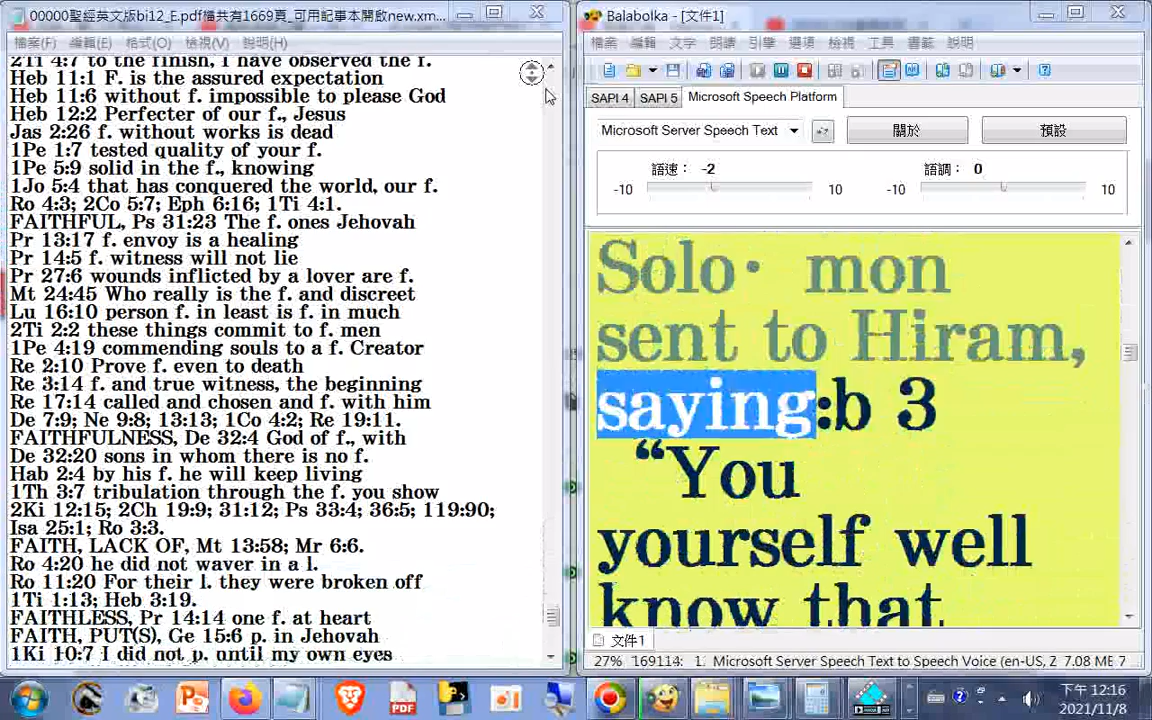 00000聖經英文版bi12_E.pdf檔共有1669頁_可用記事本開啟new.xm...
檔案(F) 編輯(E) 格式(O) 檢視(V) 說明(H)
2Ti 4:7 to the finish, I have observed the f.
Heb 11:1 F. is the assured expectation
Heb 11:6 without f. impossible to please God
Heb 12:2 Perfecter of our f., Jesus
Jas 2:26 f. without works is dead
1Pe 1:7 tested quality of your f.
1Pe 5:9 solid in the f., knowing
1Jo 5:4 that has conquered the world, our f.
Ro 4:3; 2Co 5:7; Eph 6:16; 1Ti 4:1.
FAITHFUL, Ps 31:23 The f. ones Jehovah
Pr 13:17 f. envoy is a healing
Pr 14:5 f. witness will not lie
Pr 27:6 wounds inflicted by a lover are f.
Mt 24:45 Who really is the f. and discreet
Lu 16:10 person f. in least is f. in much
2Ti 2:2 these things commit to f. men
1Pe 4:19 commending souls to a f. Creator
Re 2:10 Prove f. even to death
Re 3:14 f. and true witness, the beginning
Re 17:14 called and chosen and f. with him
De 7:9; Ne 9:8; 13:13; 1Co 4:2; Re 19:11.
FAITHFULNESS, De 32:4 God of f., with
De 32:20 sons in whom there is no f.
Hab 2:4 by his f. he will keep living
1Th 3:7 tribulation through the f. you show
2Ki 12:15; 2Ch 19:9; 31:12; Ps 33:4; 36:5; 119:90;
Isa 25:1; Ro 3:3.
FAITH, LACK OF, Mt 13:58; Mr 6:6.
Ro 4:20 he did not waver in a l.
Ro 11:20 For their l. they were broken off
1Ti 1:13; Heb 3:19.
FAITHLESS, Pr 14:14 one f. at heart
FAITH, PUT(S), Ge 15:6 p. in Jehovah
1Ki 10:7 I did not p. until my own eyes
Balabolka - [文件1]
檔案 編輯 文字 朗讀 引擎 選項 檢視 工具 書籤 說明
SAPI 4 SAPI 5 Microsoft Speech Platform
Microsoft Server Speech Text 關於 預設
語速： -2 語調： 0
-10 10 -10 10
Solo· mon
sent to Hiram,
saying:b 3
“You
yourself well
know that
文件1
27% 169114: 1. Microsoft Server Speech Text to Speech Voice (en-US, 2 7.08 ME 7
PDF
下午 12:16
2021/11/8